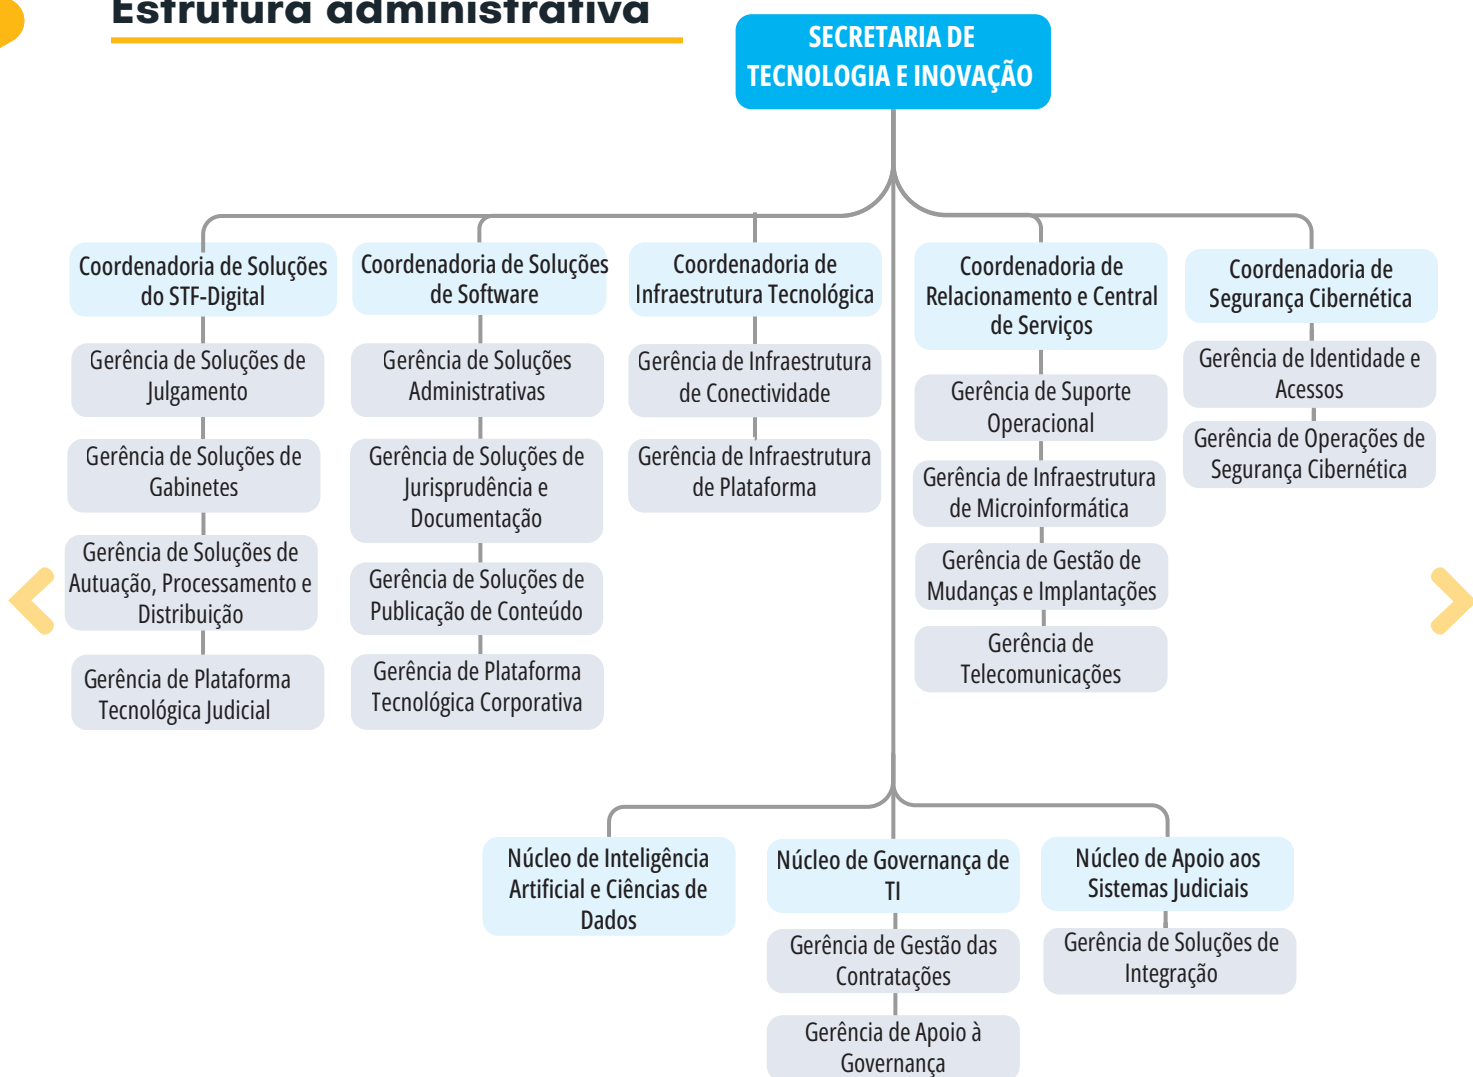 Estrutura administrativa
SECRETARIA DE
TECNOLOGIA E INOVAÇÃO
Coordenadoria de Soluções
do STF-Digital
Gerência de Soluções de
Julgamento
Gerência de Soluções de
Gabinetes
Gerência de Soluções de
Autuação, Processamento e
Distribuição
Gerência de Plataforma
Tecnológica Judicial
Coordenadoria de Soluções
de Software
Gerência de Soluções
Administrativas
Gerência de Soluções de
Jurisprudência e
Documentação
Gerência de Soluções de
Publicação de Conteúdo
Gerência de Plataforma
Tecnológica Corporativa
Coordenadoria de
Infraestrutura Tecnológica
Gerência de Infraestrutura
de Conectividade
Gerência de Infraestrutura
de Plataforma
Coordenadoria de
Relacionamento e Central
de Serviços
Gerência de Suporte
Operacional
Gerência de Infraestrutura
de Microinformática
Gerência de Gestão de
Mudanças e Implantações
Gerência de
Telecomunicações
Coordenadoria de
Segurança Cibernética
Gerência de Identidade e
Acessos
Gerência de Operações de
Segurança Cibernética
Núcleo de Inteligência
Artificial e Ciências de
Dados
Núcleo de Governança de
TI
Gerência de Gestão das
Contratações
Gerência de Apoio à
Governança
Núcleo de Apoio aos
Sistemas Judiciais
Gerência de Soluções de
Integração